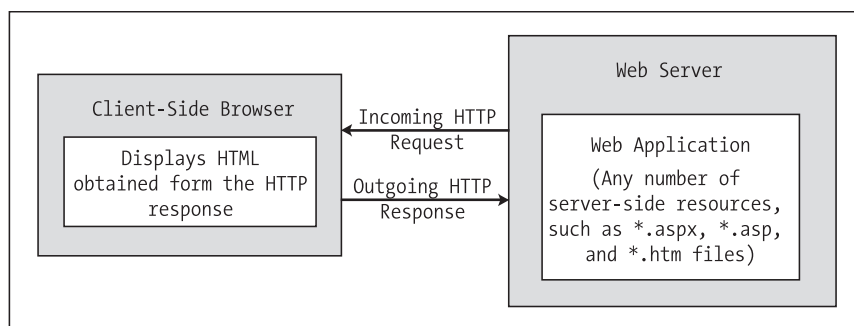 Client-Side Browser
Displays HTML
obtained form the HTTP
response
Incoming HTTP
Request
Outgoing HTTP
Response
Web Server
Web Application
(Any number of
server-side resources,
such as *.aspx, *.asp,
and *.htm files)